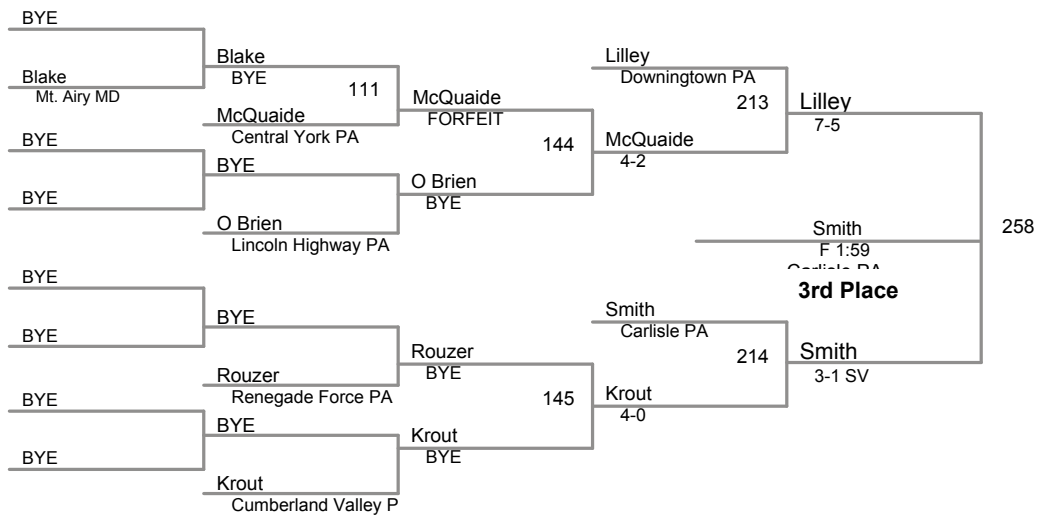 BYE
Blake
Mt. Airy MD
BYE
BYE
BYE
BYE
BYE
BYE
Blake
BYE
111
McQuaide
Central York PA
BYE
O Brien
Lincoln Highway PA
BYE
Rouzer
Renegade Force PA
BYE
Krout
Cumberland Valley P
McQuaide
FORFEIT
144
O Brien
BYE
Rouzer
BYE
145
Krout
BYE
Lilley
Downingtown PA
213
McQuaide
4-2
Smith
Carlisle PA
214
Krout
4-0
Lilley
7-5
Smith
F 1:59
Carlisle PA
3rd Place
258
Smith
3-1 SV